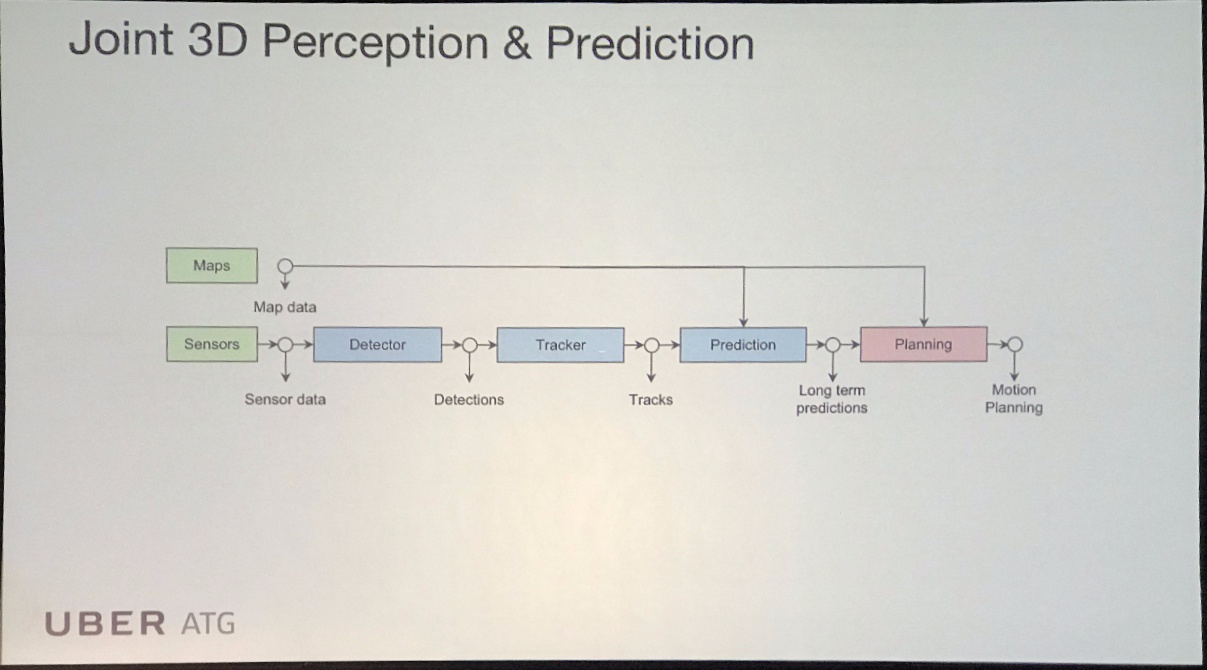 Joint 3D Perception & Prediction
Maps
Map data
Sensors
Detector
Tracker
Prediction
Planning
Sensor data
Detections
Tracks
Long term
predictions
Motion
Planning
UBER ATG